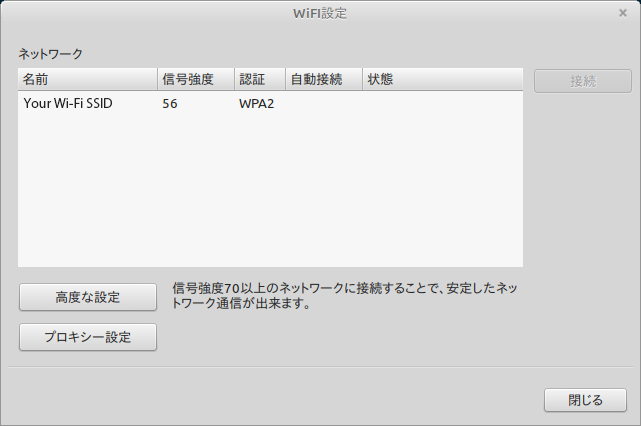 WiFI設定
ネットワーク
名前 信号強度 認証 自動接続 状態
接続
Your Wi-Fi SSID 56 WPA2
高度な設定
信号強度70以上のネットワークに接続することで、安定したネッ
トワーク通信が出来ます。
プロキシー設定
閉じる